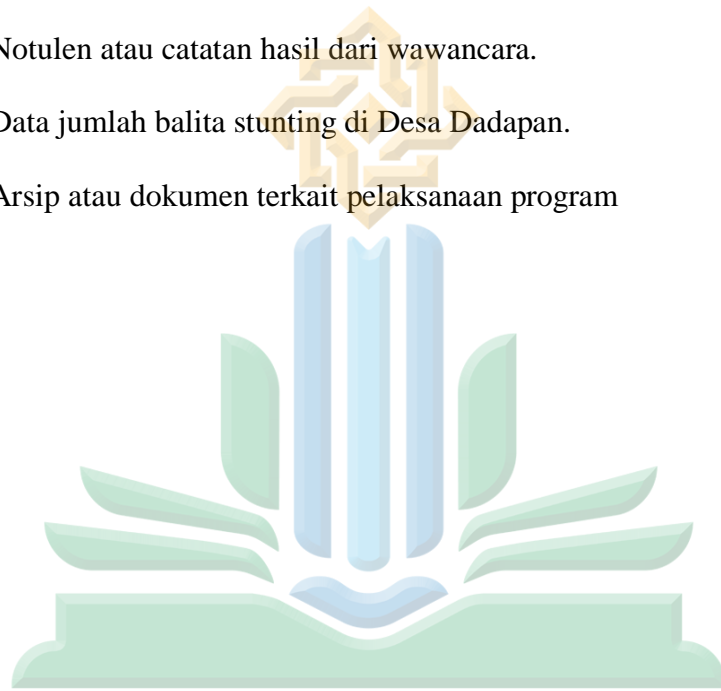 Notulen atau catatan hasil dari wawancara.
Data jumlah balita stunting di Desa Dadapan.
Arsip atau dokumen terkait pelaksanaan program